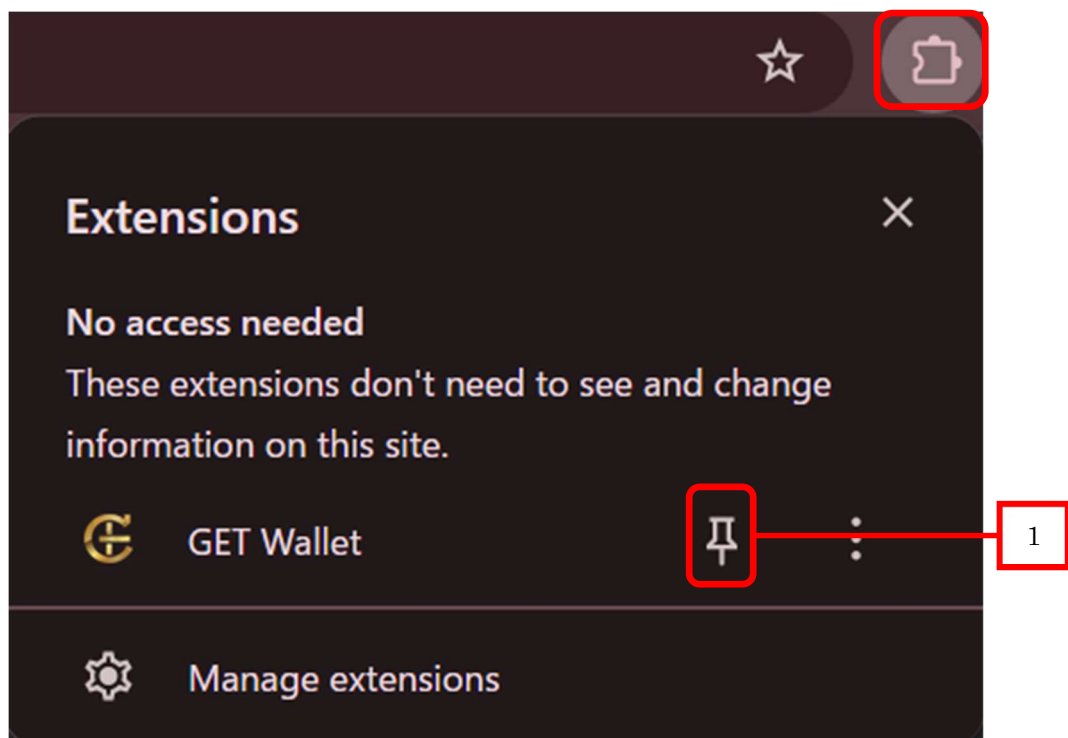 Extensions
No access needed
These extensions don't need to see and change
information on this site.
GET Wallet
1
Manage extensions